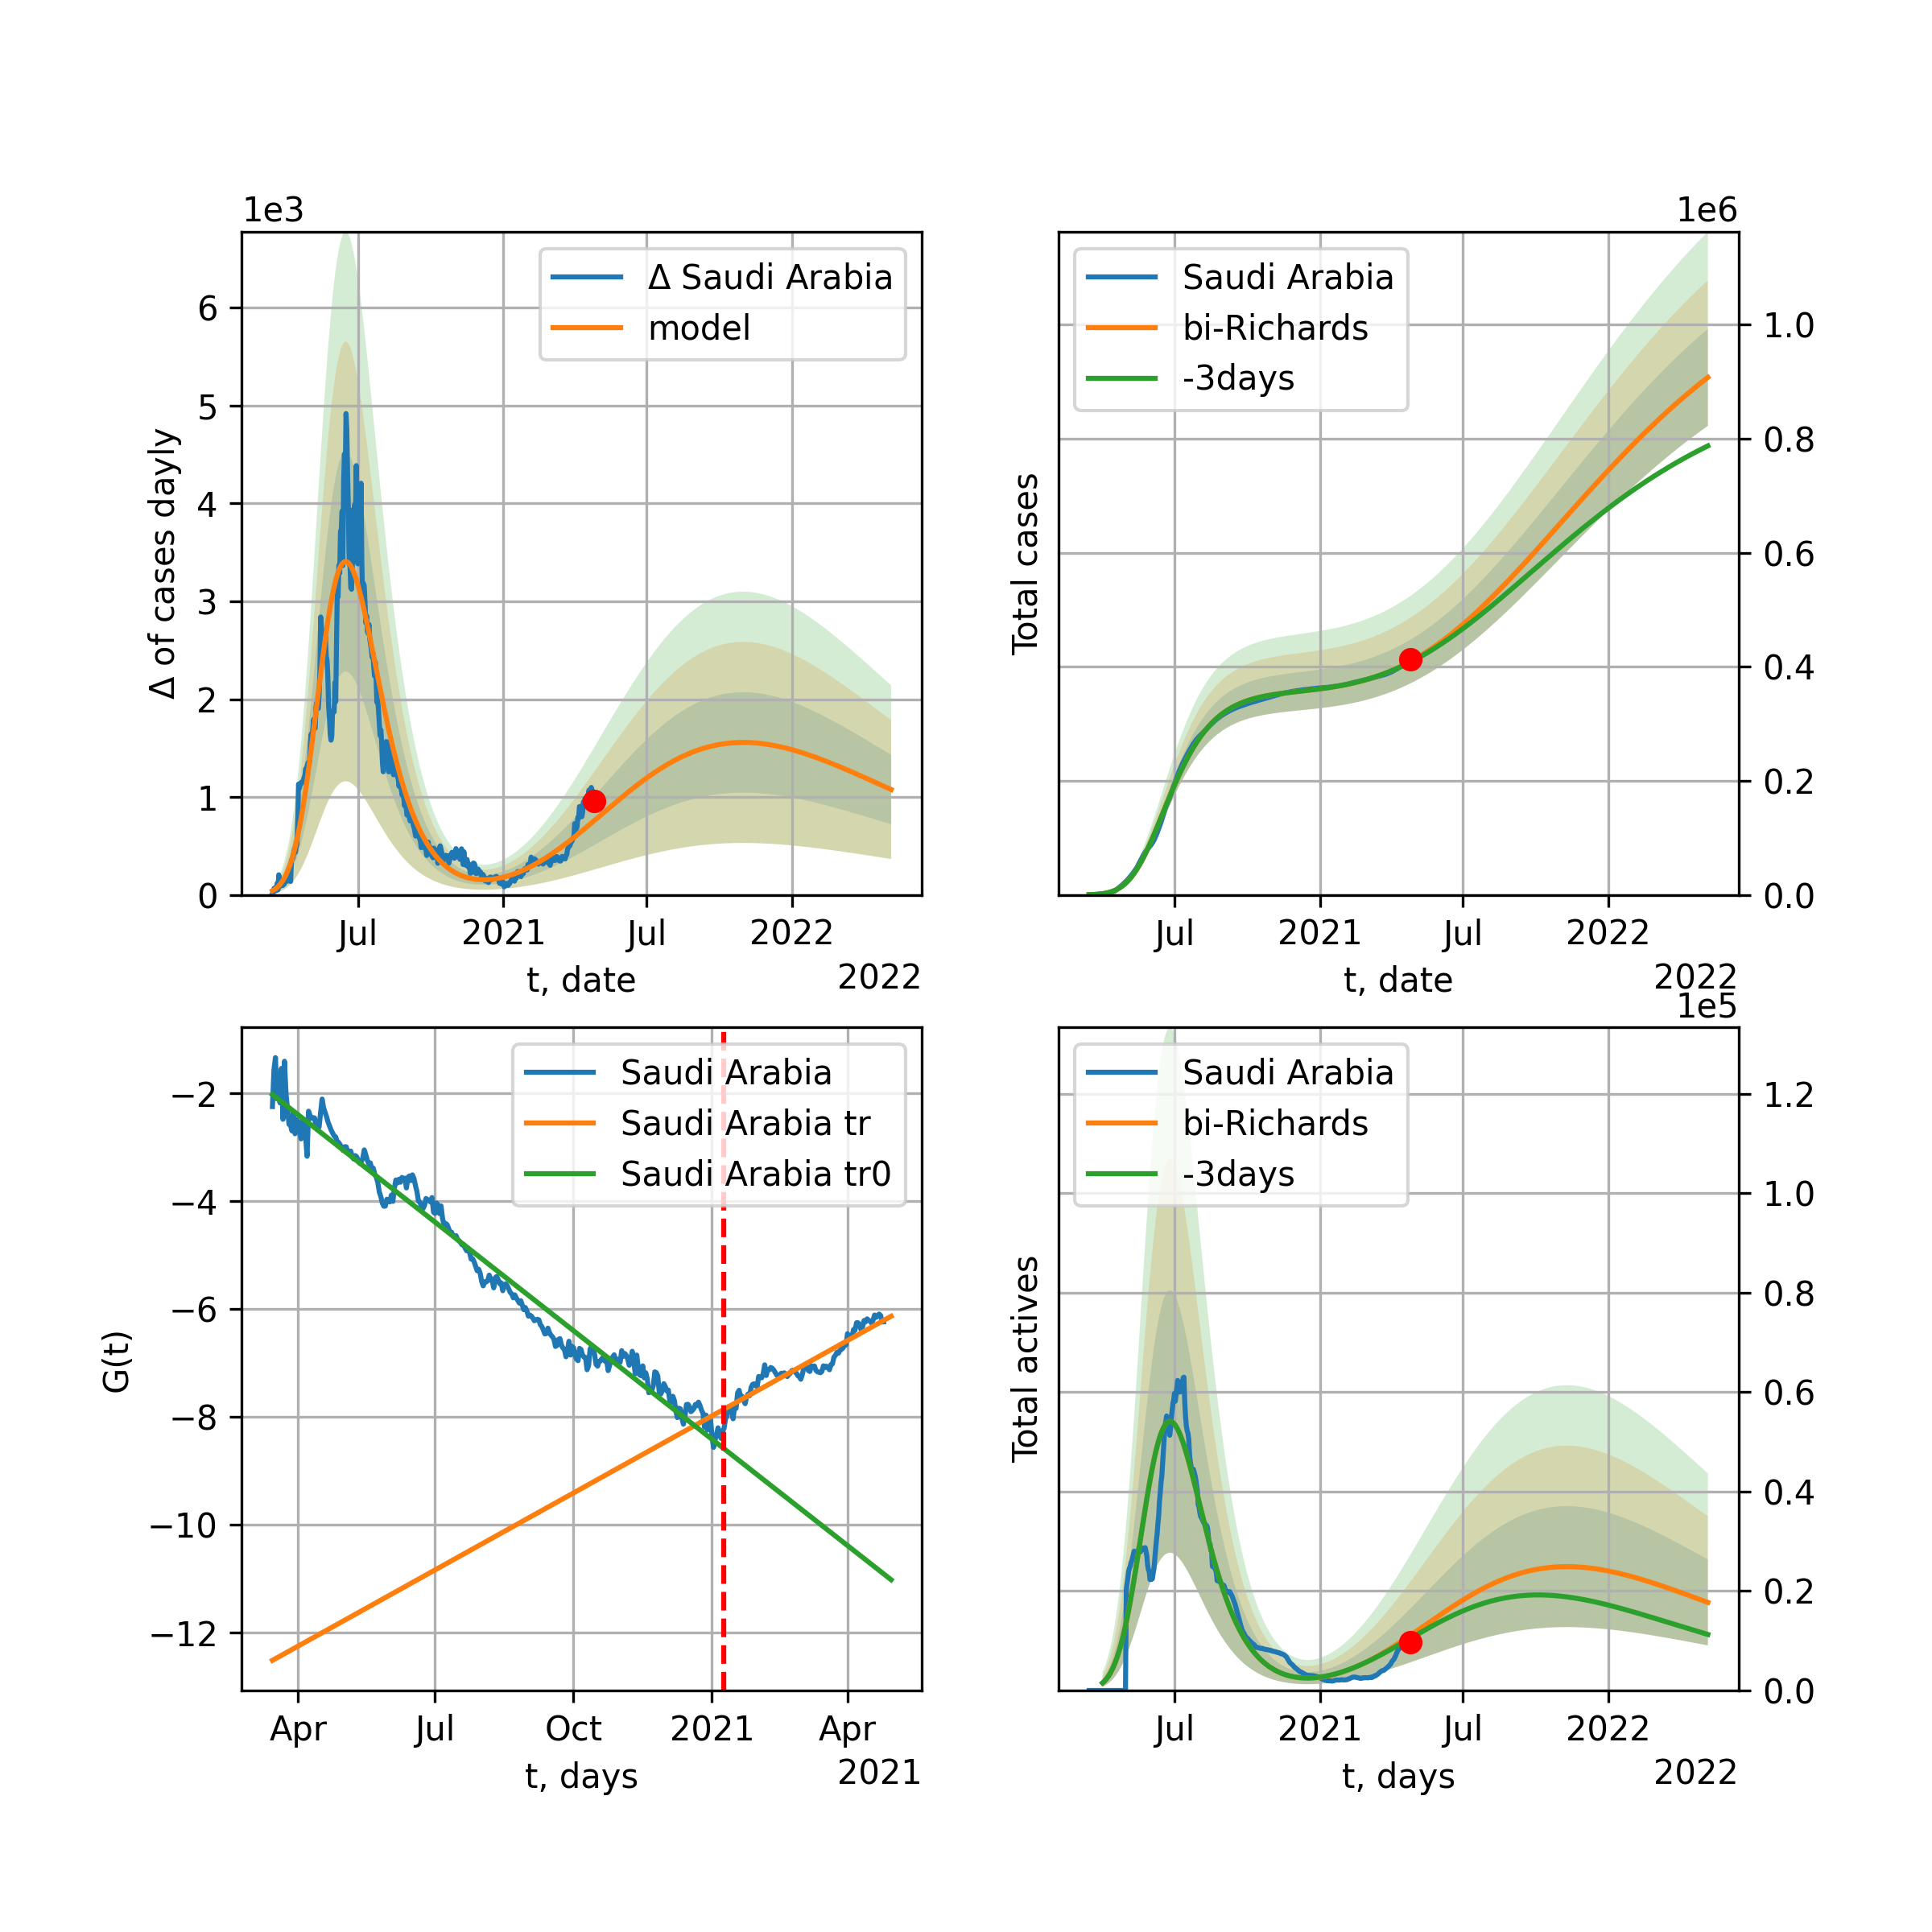 1e3
Δ of cases dayly
6
5
4
3
2
1
0
Δ Saudi Arabia
model
Jul
2021
Jul
2022
t, date
2022
1e6
Total cases
Saudi Arabia
bi-Richards
-3days
1.0
0.8
0.6
0.4
0.2
0.0
Jul
2021
Jul
2022
t, date
2022
G(t)
−2
−4
−6
−8
−10
−12
Saudi Arabia
Saudi Arabia tr
Saudi Arabia tr0
Apr
Jul
Oct
2021
Apr
t, days
2021
1e5
Total actives
Saudi Arabia
bi-Richards
-3days
1.2
1.0
0.8
0.6
0.4
0.2
0.0
Jul
2021
Jul
2022
t, days
2022